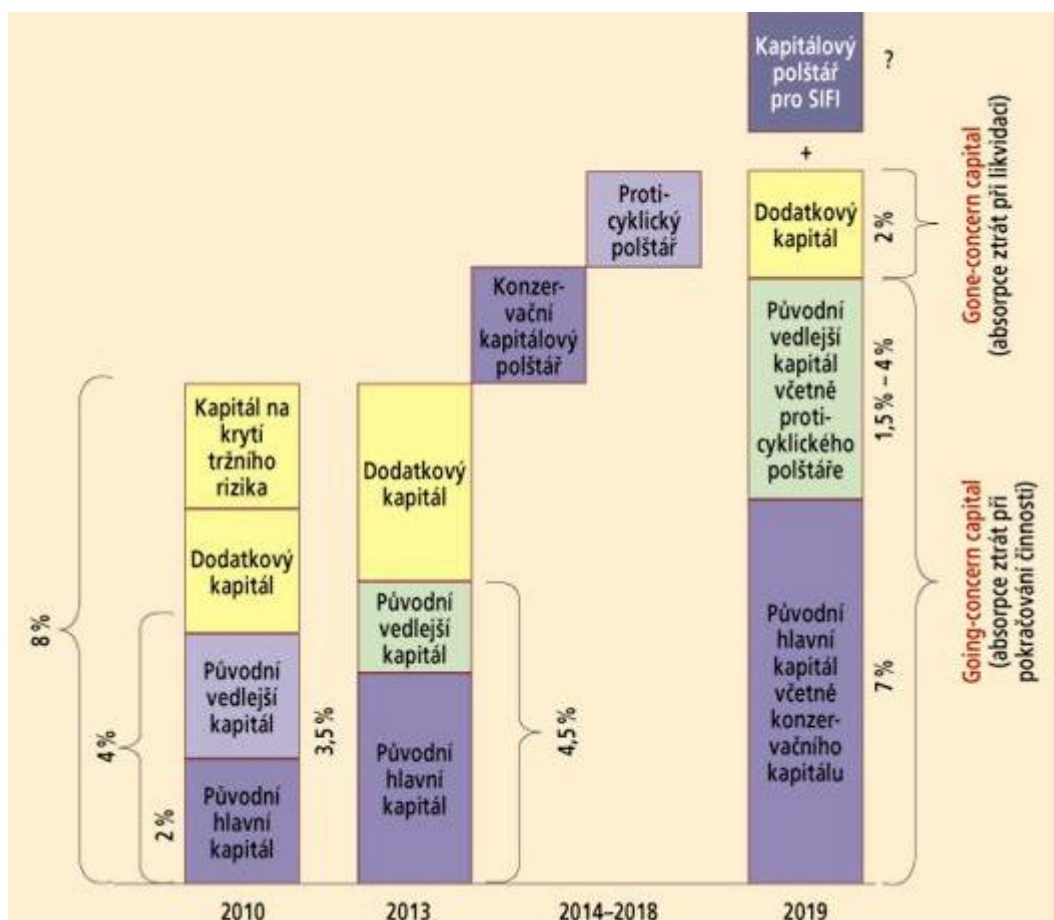 Kapitálový
polštář
pro SIFI
?
+
Dodatkový
kapitál
2 %
Gone-concern capital
(absorpce ztrát při likvidaci)
Proti-
cyklický
polštář
Konzer-
vační
kapitálový
polštář
Původní
vedlejší
kapitál
včetně
proti-
cyklického
polštáře
1,5 % – 4 %
Původní
hlavní
kapitál
včetně
konzer-
vačního
kapitálu
7 %
Going-concern capital
(absorpce ztrát při
pokračování činnosti)
Kapitál na
krytí
tržního
rizika
Dodatkový
kapitál
Původní
vedlejší
kapitál
Původní
hlavní
kapitál
8 %
4 %
2 %
Dodatkový
kapitál
Původní
vedlejší
kapitál
Původní
hlavní
kapitál
3,5 %
4,5 %
2010
2013
2014–2018
2019